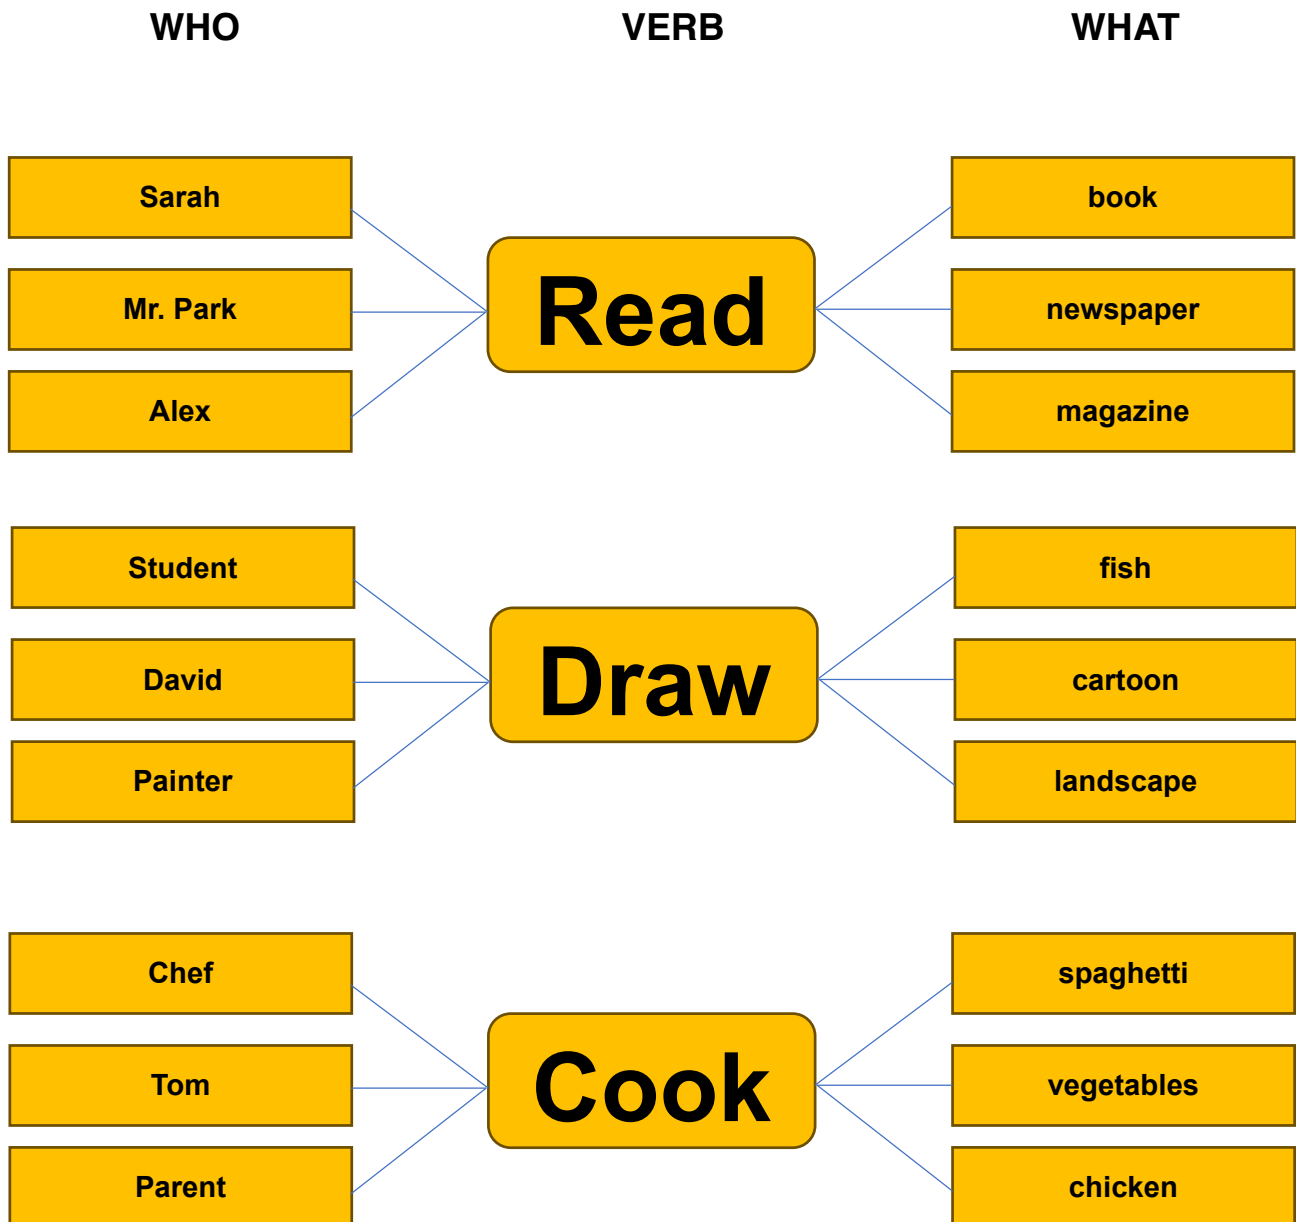 WHO VERB WHAT
Sarah
Mr. Park
Alex
Read
book
newspaper
magazine
Student
David
Painter
Draw
fish
cartoon
landscape
Chef
Tom
Parent
Cook
spaghetti
vegetables
chicken